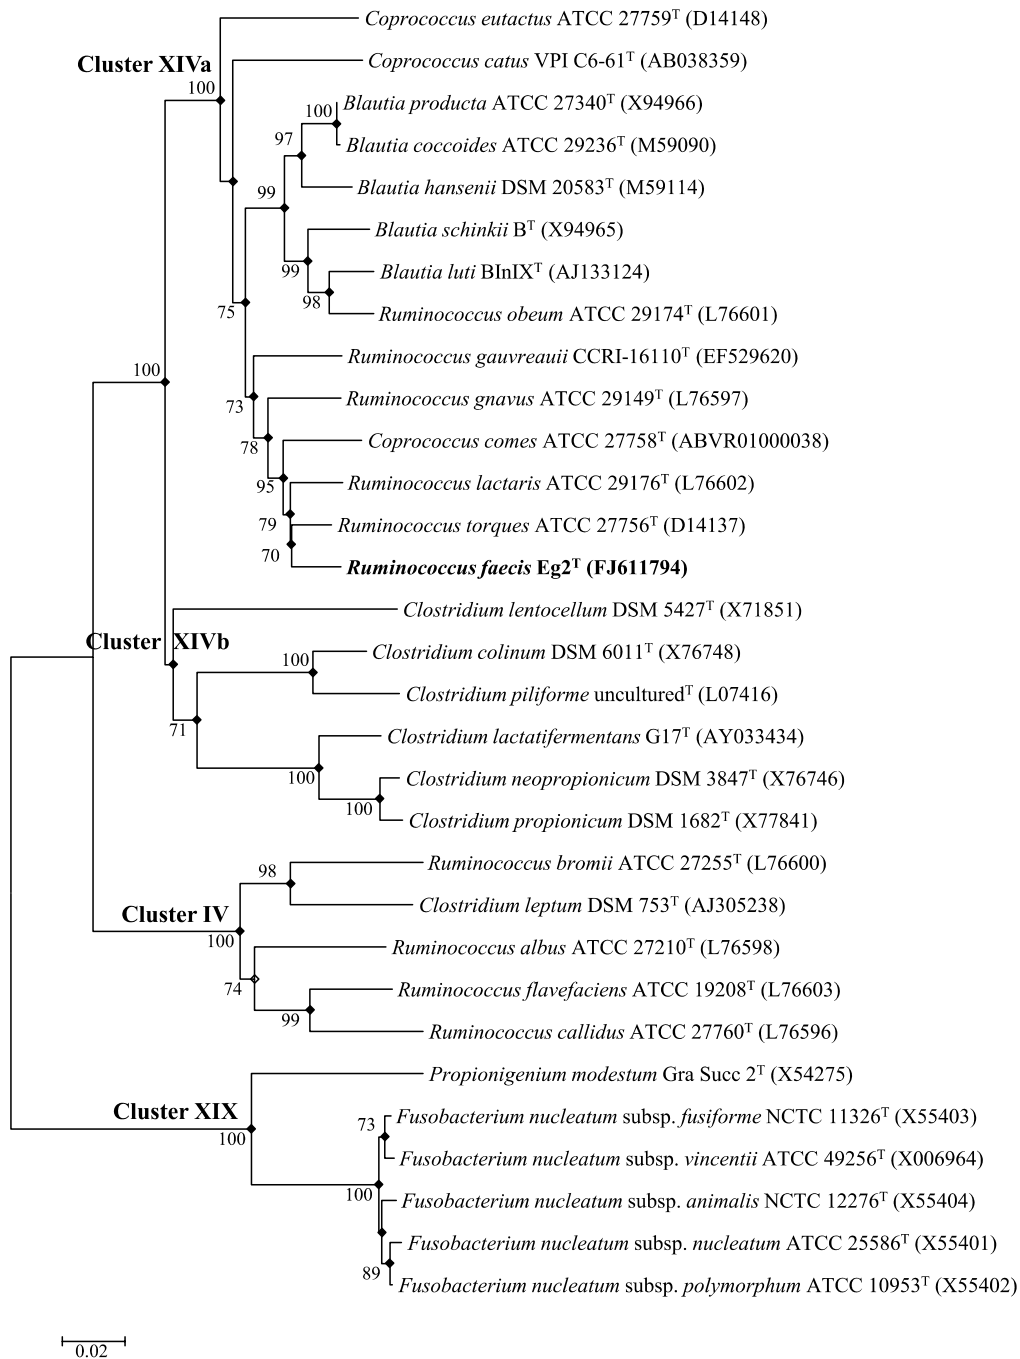 Coprococcus eutactus ATCC 27759ᵀ (D14148)
Coprococcus catus VPI C6-61ᵀ (AB038359)
Cluster XIVa
100
Blautia producta ATCC 27340ᵀ (X94966)
100
Blautia coccoides ATCC 29236ᵀ (M59090)
97
Blautia hansenii DSM 20583ᵀ (M59114)
99
Blautia schinkii Bᵀ (X94965)
99
Blautia luti BInIXᵀ (AJ133124)
98
Ruminococcus obeum ATCC 29174ᵀ (L76601)
75
Ruminococcus gauvreauii CCRI-16110ᵀ (EF529620)
100
73
Ruminococcus gnavus ATCC 29149ᵀ (L76597)
78
Coprococcus comes ATCC 27758ᵀ (ABVR01000038)
95
Ruminococcus lactaris ATCC 29176ᵀ (L76602)
79
Ruminococcus torques ATCC 27756ᵀ (D14137)
70
Ruminococcus faecis Eg2ᵀ (FJ611794)
Clostridium lentocellum DSM 5427ᵀ (X71851)
Cluster XIVb
Clostridium colinum DSM 6011ᵀ (X76748)
100
Clostridium piliforme unculturedᵀ (L07416)
71
Clostridium lactatifermentans G17ᵀ (AY033434)
100
Clostridium neopropionicum DSM 3847ᵀ (X76746)
100
Clostridium propionicum DSM 1682ᵀ (X77841)
Ruminococcus bromii ATCC 27255ᵀ (L76600)
98
Clostridium leptum DSM 753ᵀ (AJ305238)
Cluster IV
100
Ruminococcus albus ATCC 27210ᵀ (L76598)
74
Ruminococcus flavefaciens ATCC 19208ᵀ (L76603)
99
Ruminococcus callidus ATCC 27760ᵀ (L76596)
Propionigenium modestum Gra Succ 2ᵀ (X54275)
Cluster XIX
100
Fusobacterium nucleatum subsp. fusiforme NCTC 11326ᵀ (X55403)
73
Fusobacterium nucleatum subsp. vincentii ATCC 49256ᵀ (X006964)
100
Fusobacterium nucleatum subsp. animalis NCTC 12276ᵀ (X55404)
Fusobacterium nucleatum subsp. nucleatum ATCC 25586ᵀ (X55401)
89
Fusobacterium nucleatum subsp. polymorphum ATCC 10953ᵀ (X55402)
0.02